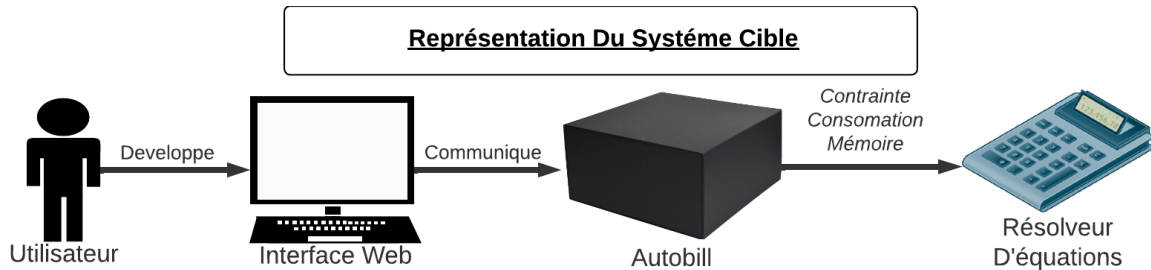 Représentation Du Systéme Cible
Developpe
Communique
Contrainte
Consomation
Mémoire
Utilisateur
Interface Web
Autobill
Résolveur
D'équations